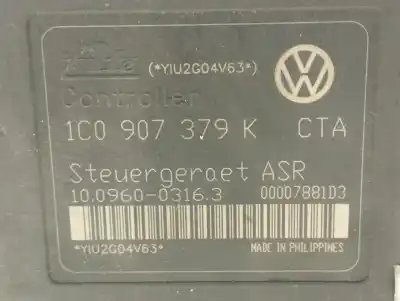 (*YIU2G04V63*)
Controller
1C0 907 379 K CTA
Steuergeraet ASR
10.0960-0316.3 00007881D3
*YIU2G04V63*
MADE IN PHILIPPINES